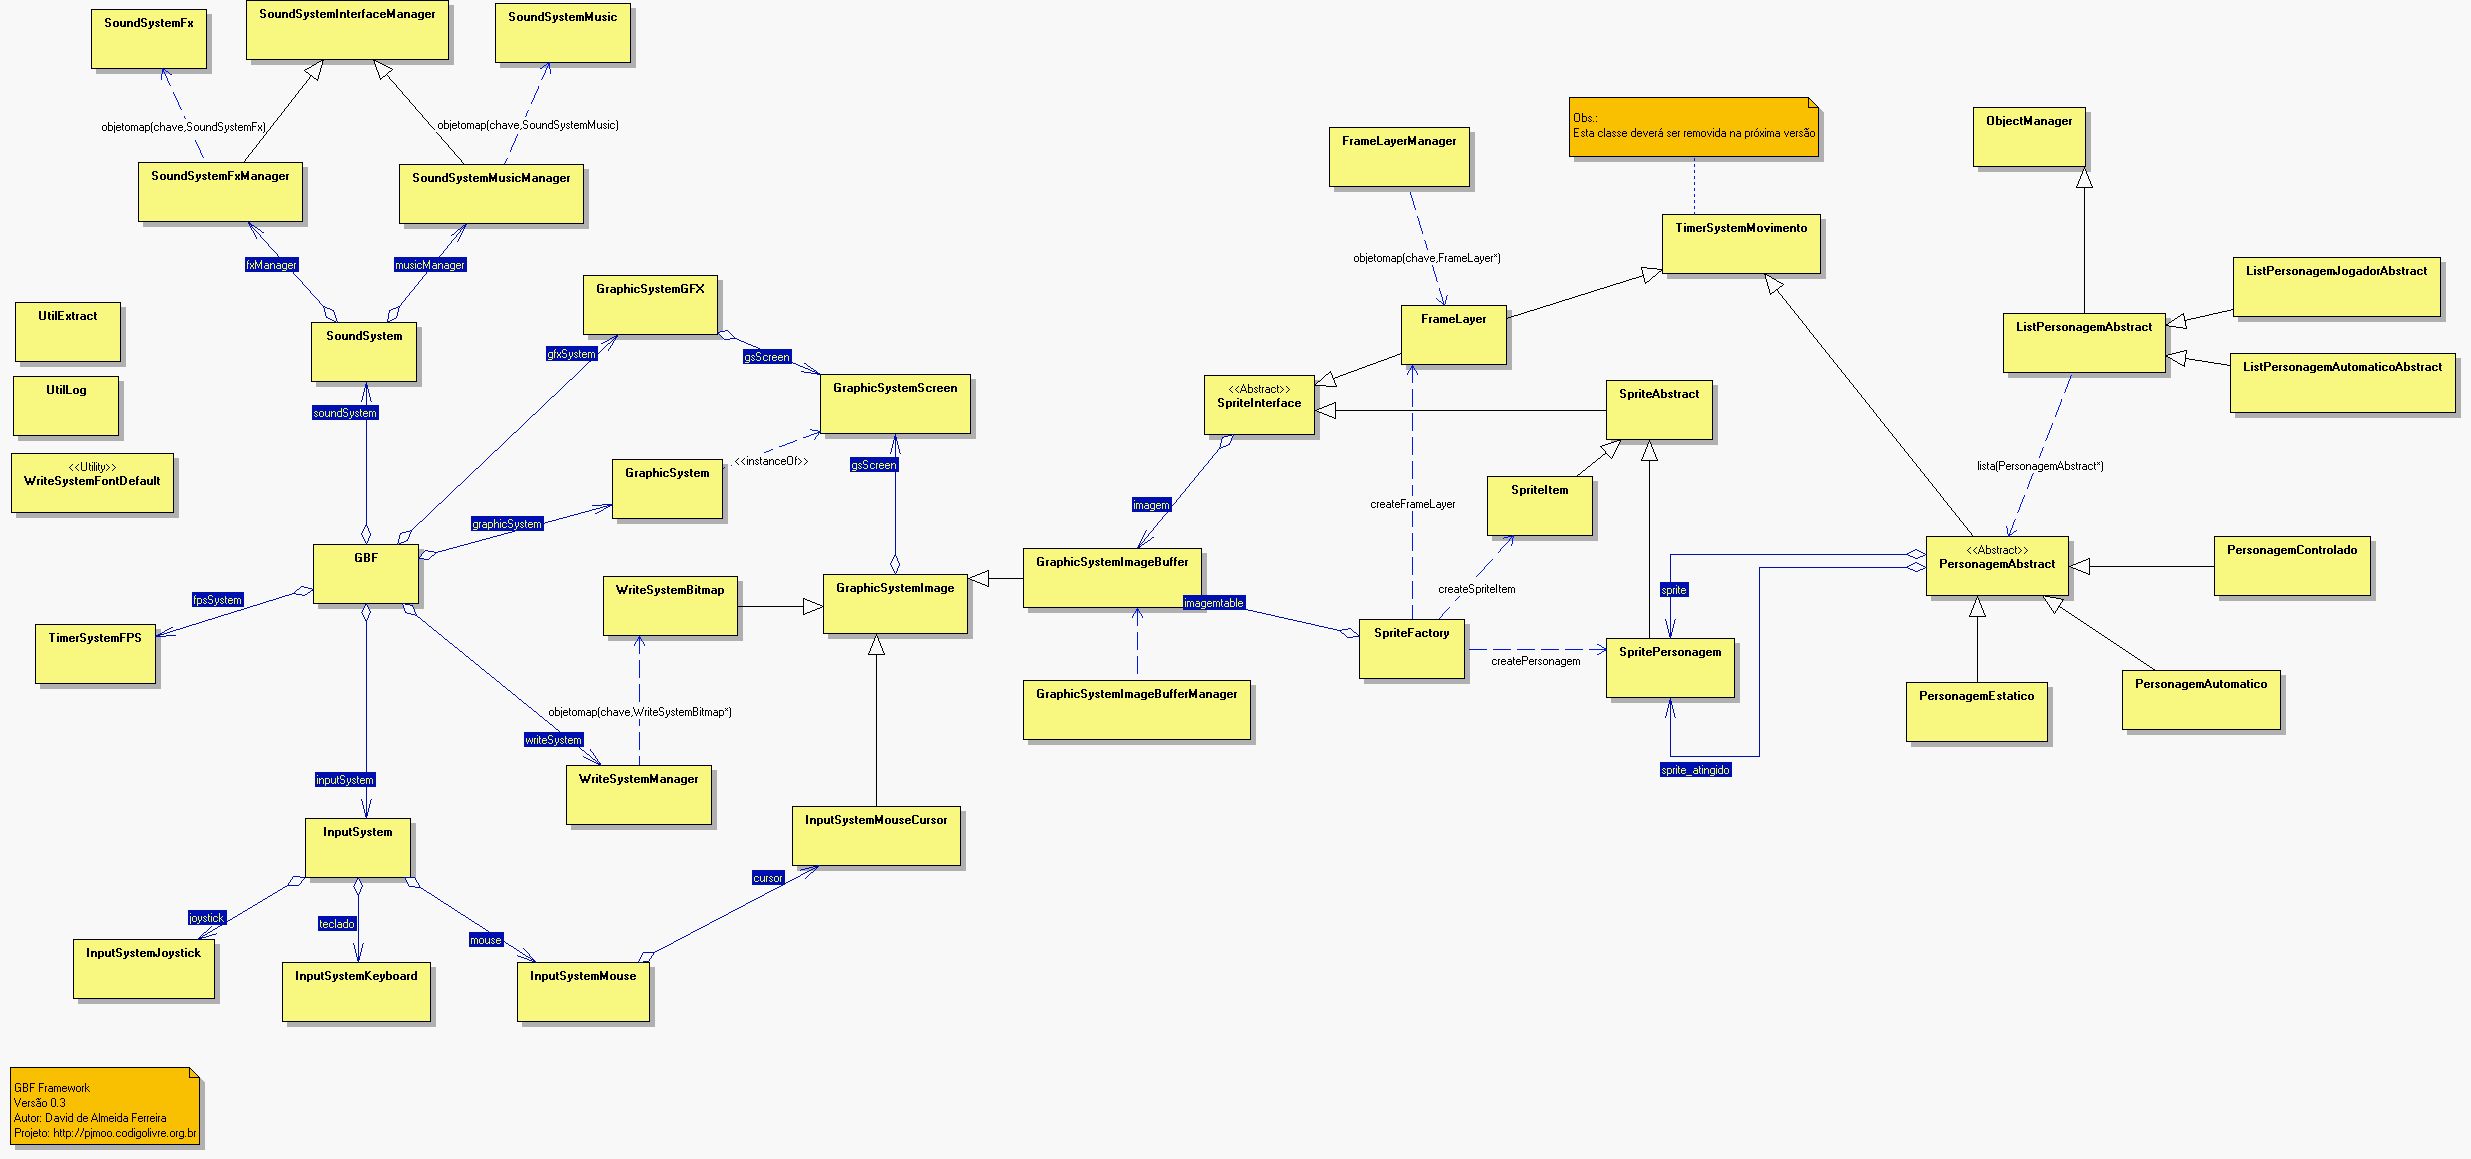 SoundSystemFx
SoundSystemInterfaceManager
SoundSystemMusic
objetomap(chave,SoundSystemFx)
objetomap(chave,SoundSystemMusic)
SoundSystemFxManager
SoundSystemMusicManager
fxManager
musicManager
UtilExtract
UtilLog
<<Utility>>
WriteSystemFontDefault
SoundSystem
soundSystem
GraphicSystemGFX
gfxSystem
gsScreen
GraphicSystemScreen
GraphicSystem
<<instanceOf>>
gsScreen
graphicSystem
GBF
fpsSystem
TimerSystemFPS
WriteSystemBitmap
GraphicSystemImage
objetomap(chave,WriteSystemBitmap*)
writeSystem
WriteSystemManager
inputSystem
InputSystem
InputSystemMouseCursor
cursor
joystick
teclado
mouse
InputSystemJoystick
InputSystemKeyboard
InputSystemMouse
Obs.:
Esta classe deverá ser removida na próxima versão
FrameLayerManager
ObjectManager
TimerSystemMovimento
objetomap(chave,FrameLayer*)
FrameLayer
ListPersonagemJogadorAbstract
ListPersonagemAbstract
ListPersonagemAutomaticoAbstract
<<Abstract>>
SpriteInterface
SpriteAbstract
lista(PersonagemAbstract*)
SpriteItem
imagem
createFrameLayer
GraphicSystemImageBuffer
<<Abstract>>
PersonagemAbstract
PersonagemControlado
createSpriteItem
sprite
imagemtable
SpriteFactory
createPersonagem
SpritePersonagem
GraphicSystemImageBufferManager
PersonagemEstatico
PersonagemAutomatico
sprite_atingido
GBF Framework
Versão 0.3
Autor: David de Almeida Ferreira
Projeto: http://pjmoo.codigolivre.org.br